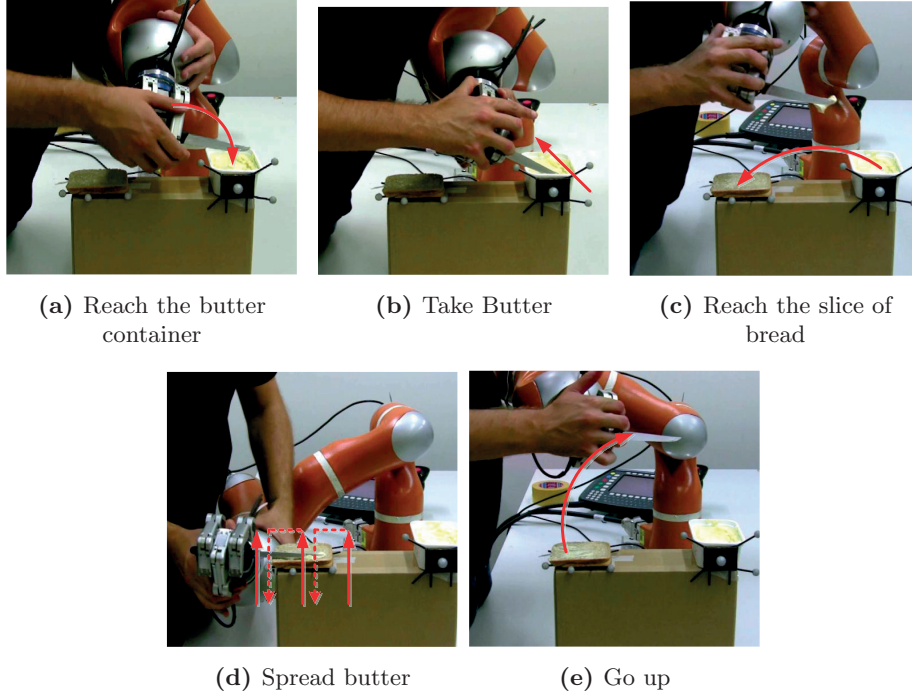 (a) Reach the butter
container
(b) Take Butter
(c) Reach the slice of
bread
(d) Spread butter
(e) Go up